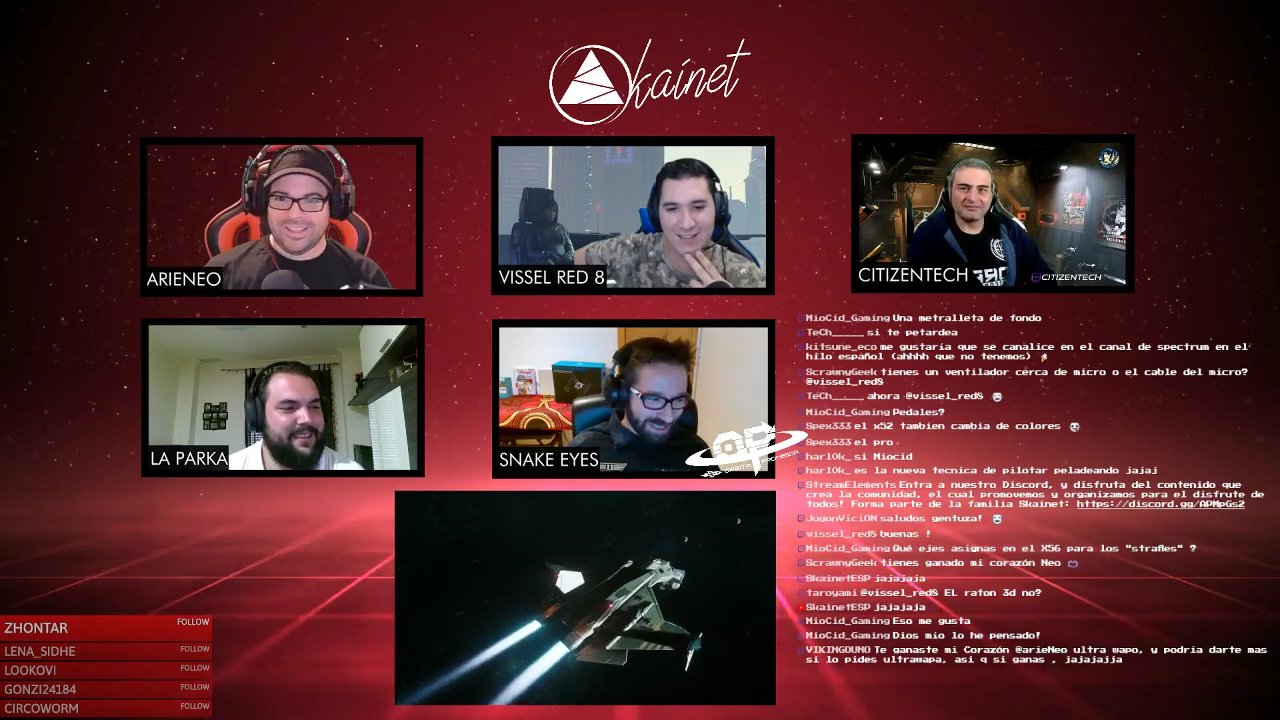 kainet
ARIENEO
VISSEL RED 8
CITIZENTECH
CITIZENTECH
LA PARKA
SNAKE EYES
MioCid_Gaming Una metralleta de fondo
TeCh_____ si te petardea
kitsune_eco me gustaría que se canalice en el canal de spectrum en el
hilo español (ahhhh que no tenemos)
ScrawnyGeek tienes un ventilador cerca de micro o el cable del micro?
@vissel_red8
TeCh_____ ahora @vissel_red8
MioCid_Gaming Pedales?
Spex333 el x52 tambien cambia de colores
Spex333 el pro
harl0k_ si Miocid
harl0k_ es la nueva tecnica de pilotar peladeando jajaj
StreamElements Entra a nuestro Discord, y disfruta del contenido que
crea la comunidad, el cual promovemos y organizamos para el disfrute de
todos! Forma parte de la familia Skainet: https://discord.gg/APMpGs2
JugonViciON saludos gentuza!
vissel_red8 buenas !
MioCid_Gaming Qué ejes asignas en el X56 para los "strafles" ?
ScrawnyGeek tienes ganado mi corazón Neo
SkainetESP jajajaja
taroyami @vissel_red8 EL raton 3d no?
SkainetESP jajajaja
MioCid_Gaming Eso me gusta
MioCid_Gaming Dios mio lo he pensado!
VIKINGOUNO Te ganaste mi Corazón @arieNeo ultra wapo, y podria darte mas
si lo pides ultrawapa, asi q si ganas , jajajajja
ZHONTAR FOLLOW
LENA_SIDHE FOLLOW
LOOKOVI FOLLOW
GONZI24184 FOLLOW
CIRCOWORM FOLLOW